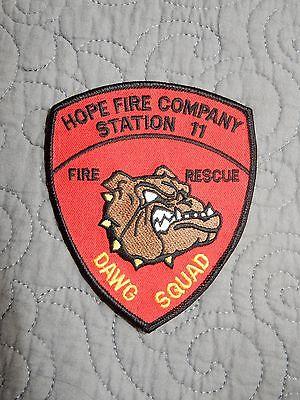 HOPE FIRE COMPANY
STATION 11
FIRE RESCUE
DAWG SQUAD